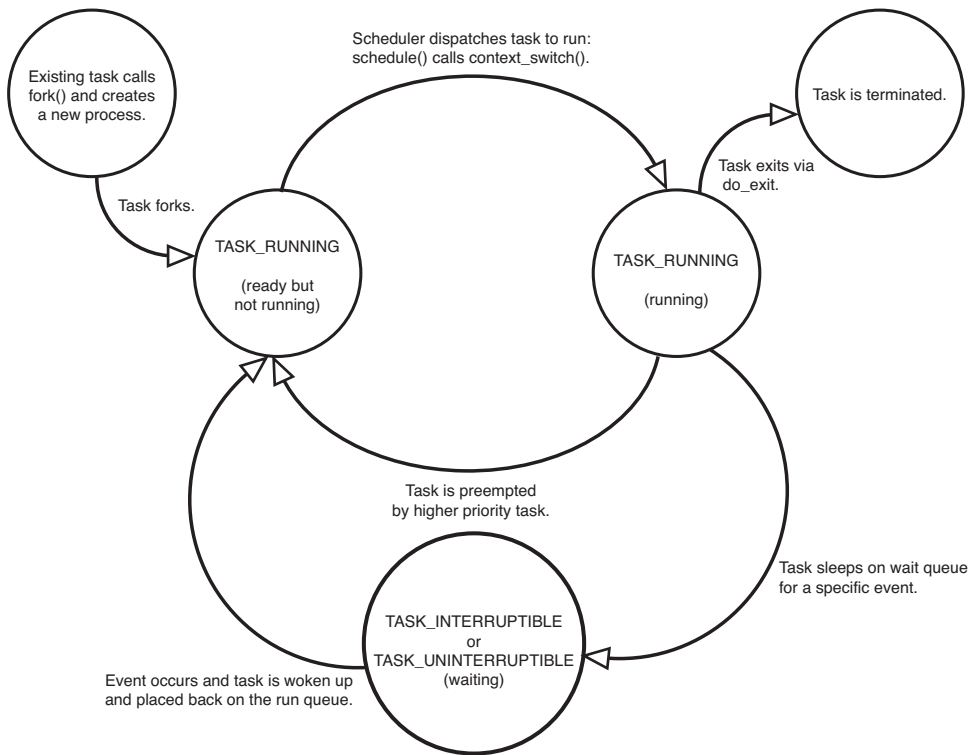 Scheduler dispatches task to run:
schedule() calls context_switch().
Existing task calls
fork() and creates
a new process.
Task is terminated.
Task forks.
Task exits via
do_exit.
TASK_RUNNING
(ready but
not running)
TASK_RUNNING
(running)
Task is preempted
by higher priority task.
Task sleeps on wait queue
for a specific event.
TASK_INTERRUPTIBLE
or
TASK_UNINTERRUPTIBLE
(waiting)
Event occurs and task is woken up
and placed back on the run queue.